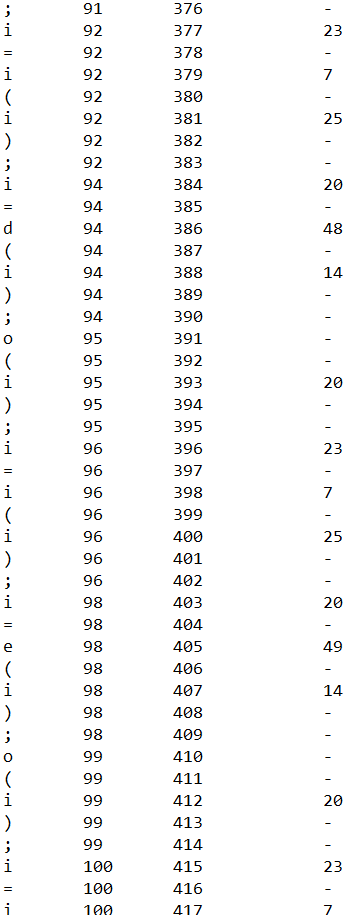 ; 91 376 -
i 92 377 23
= 92 378 -
i 92 379 7
( 92 380 -
i 92 381 25
) 92 382 -
; 92 383 -
i 94 384 20
= 94 385 -
d 94 386 48
( 94 387 -
i 94 388 14
) 94 389 -
; 94 390 -
o 95 391 -
( 95 392 -
i 95 393 20
) 95 394 -
; 95 395 -
i 96 396 23
= 96 397 -
i 96 398 7
( 96 399 -
i 96 400 25
) 96 401 -
; 96 402 -
i 98 403 20
= 98 404 -
e 98 405 49
( 98 406 -
i 98 407 14
) 98 408 -
; 98 409 -
o 99 410 -
( 99 411 -
i 99 412 20
) 99 413 -
; 99 414 -
i 100 415 23
= 100 416 -
i 100 417 7